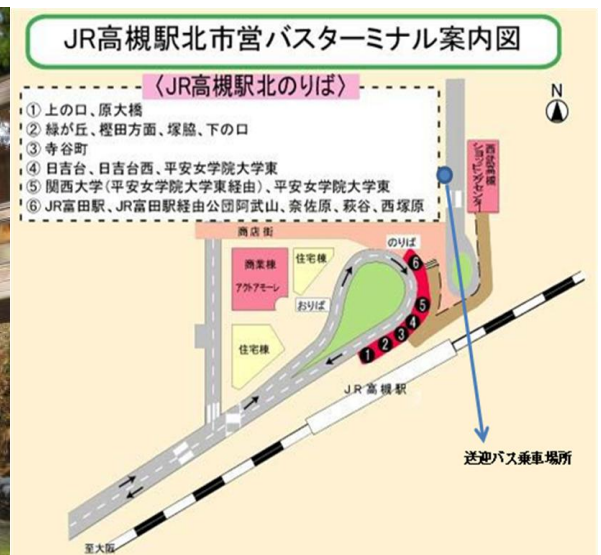 JR高槻駅北市営バスターミナル案内図
〈JR高槻駅北のりば〉
① 上の口、原大橋
② 緑が丘、樫田方面、塚脇、下の口
③ 寺谷町
④ 日吉台、日吉台西、平安女学院大学東
⑤ 関西大学(平安女学院大学東経由)、平安女学院大学東
⑥ JR富田駅、JR富田駅経由公団阿武山、奈佐原、萩谷、西塚原
N
西武高槻
ショッピングセンター
商店街
のりば
商業棟
アクトアモーレ
住宅棟
おりば
住宅棟
6
5
4
3
2
1
JR高槻駅
送迎バス乗車場所
至大阪